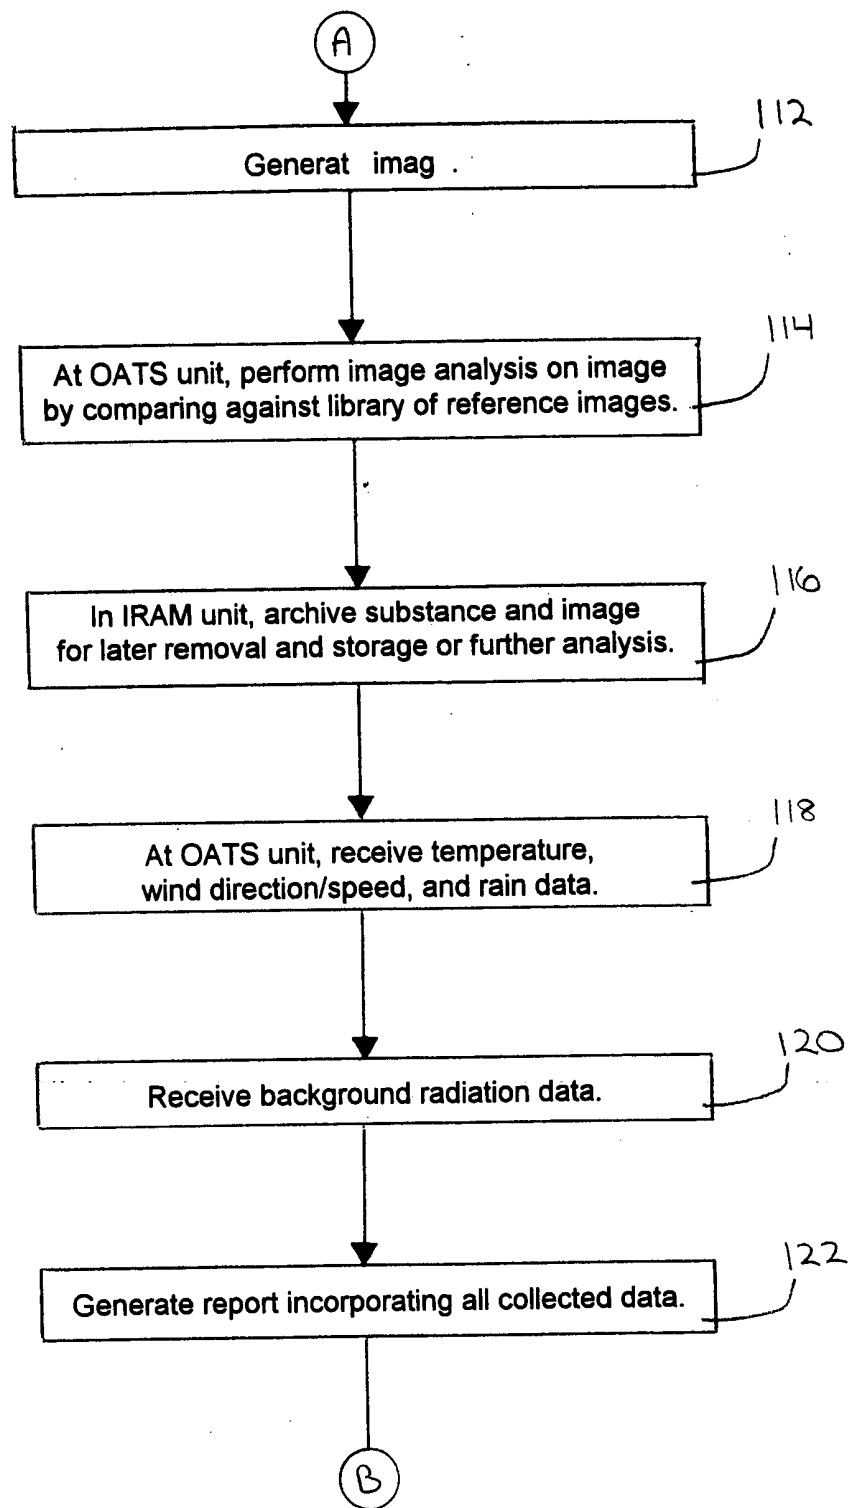 A
112
Generat imag .
114
At OATS unit, perform image analysis on image
by comparing against library of reference images.
116
In IRAM unit, archive substance and image
for later removal and storage or further analysis.
118
At OATS unit, receive temperature,
wind direction/speed, and rain data.
120
Receive background radiation data.
122
Generate report incorporating all collected data.
B